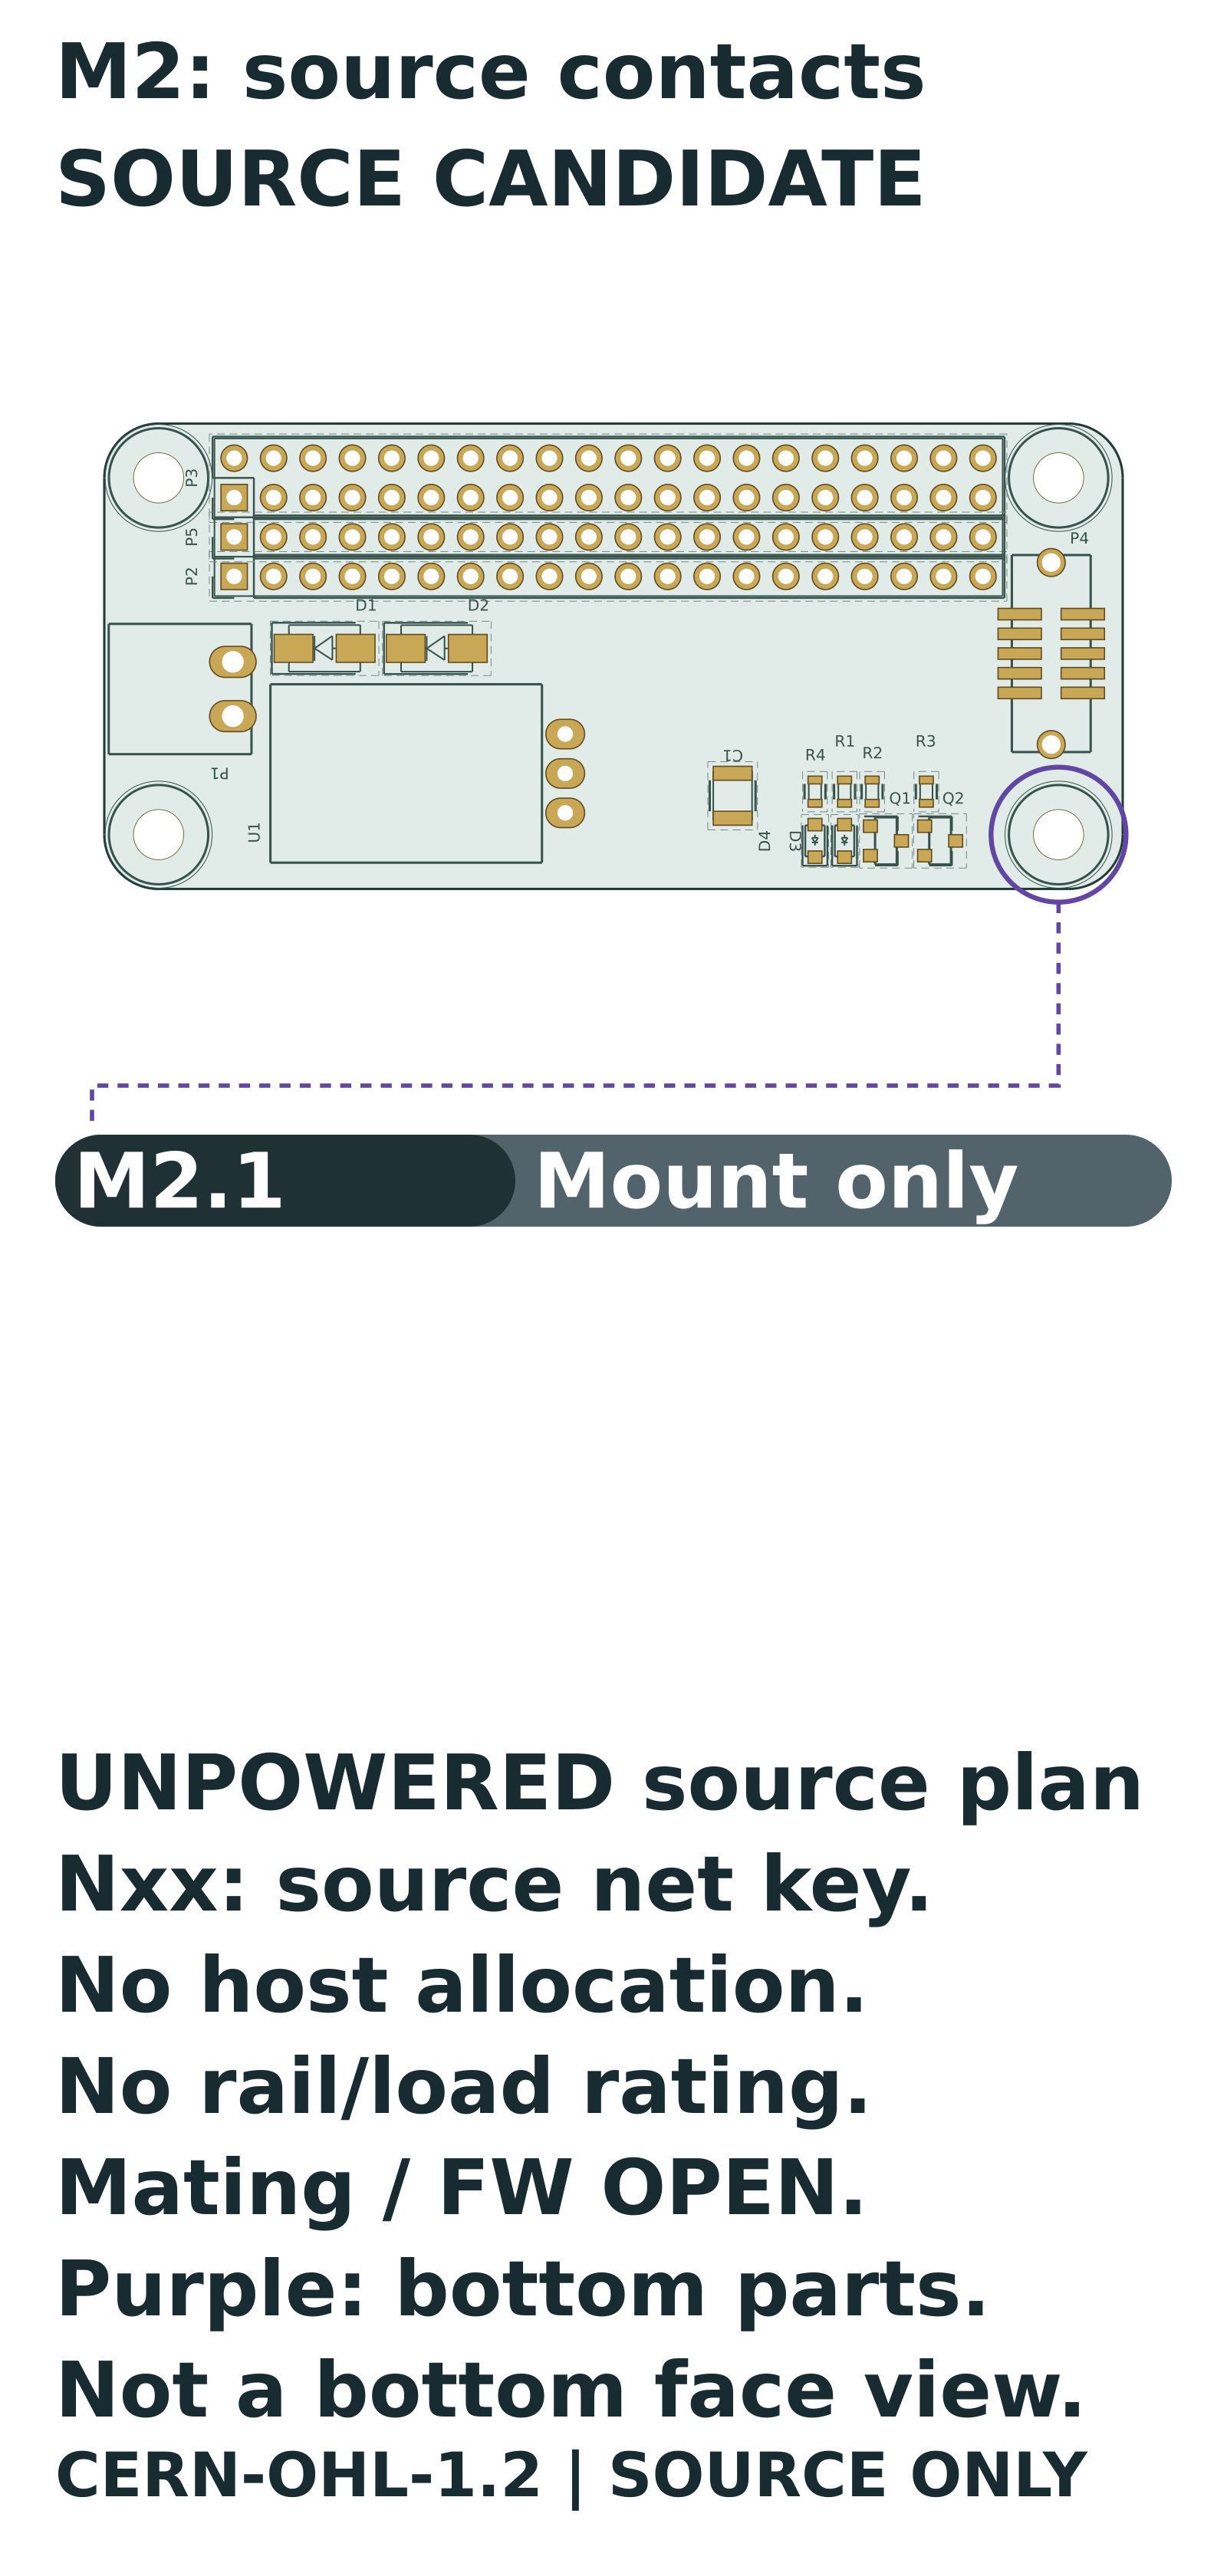 M2: source contacts
SOURCE CANDIDATE
P3
P5
P4
P2
D1 D2
P1
U1
C1
R4 R1 R2 R3
Q1 Q2
D4 D3
M2.1 Mount only
UNPOWERED source plan
Nxx: source net key.
No host allocation.
No rail/load rating.
Mating / FW OPEN.
Purple: bottom parts.
Not a bottom face view.
CERN-OHL-1.2 | SOURCE ONLY